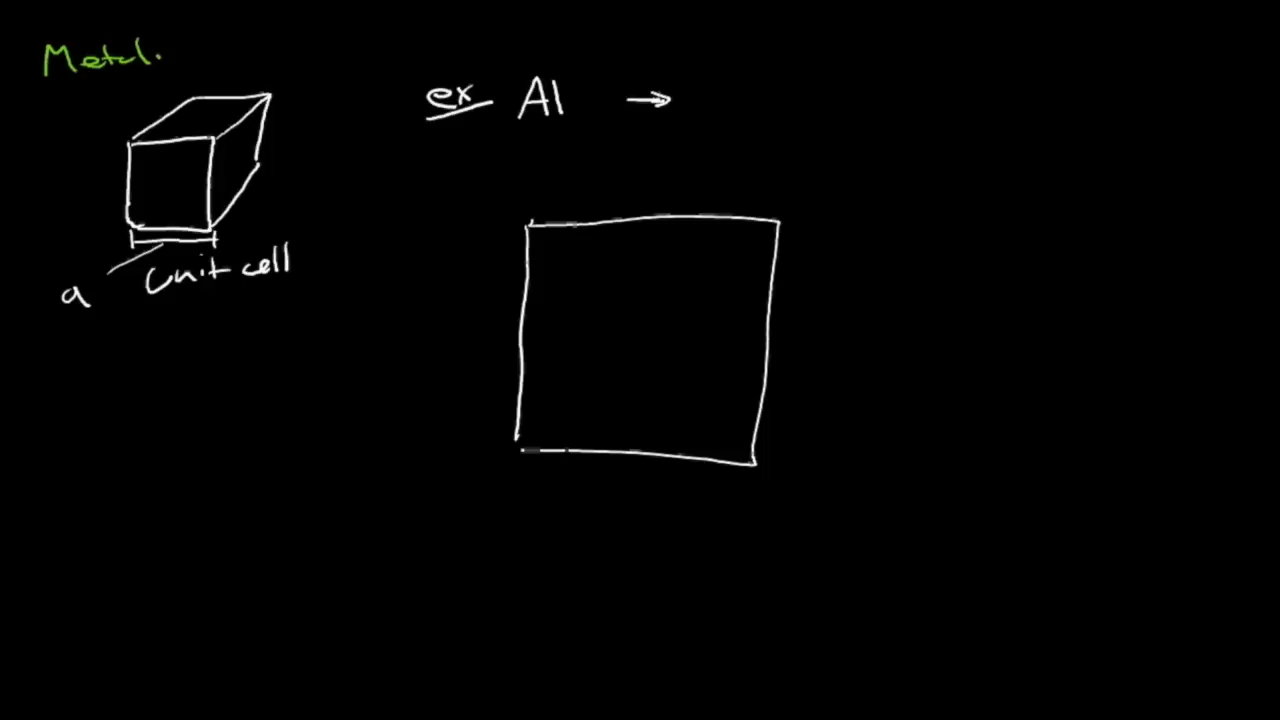 Metal.
ex Al →
a
Unit cell